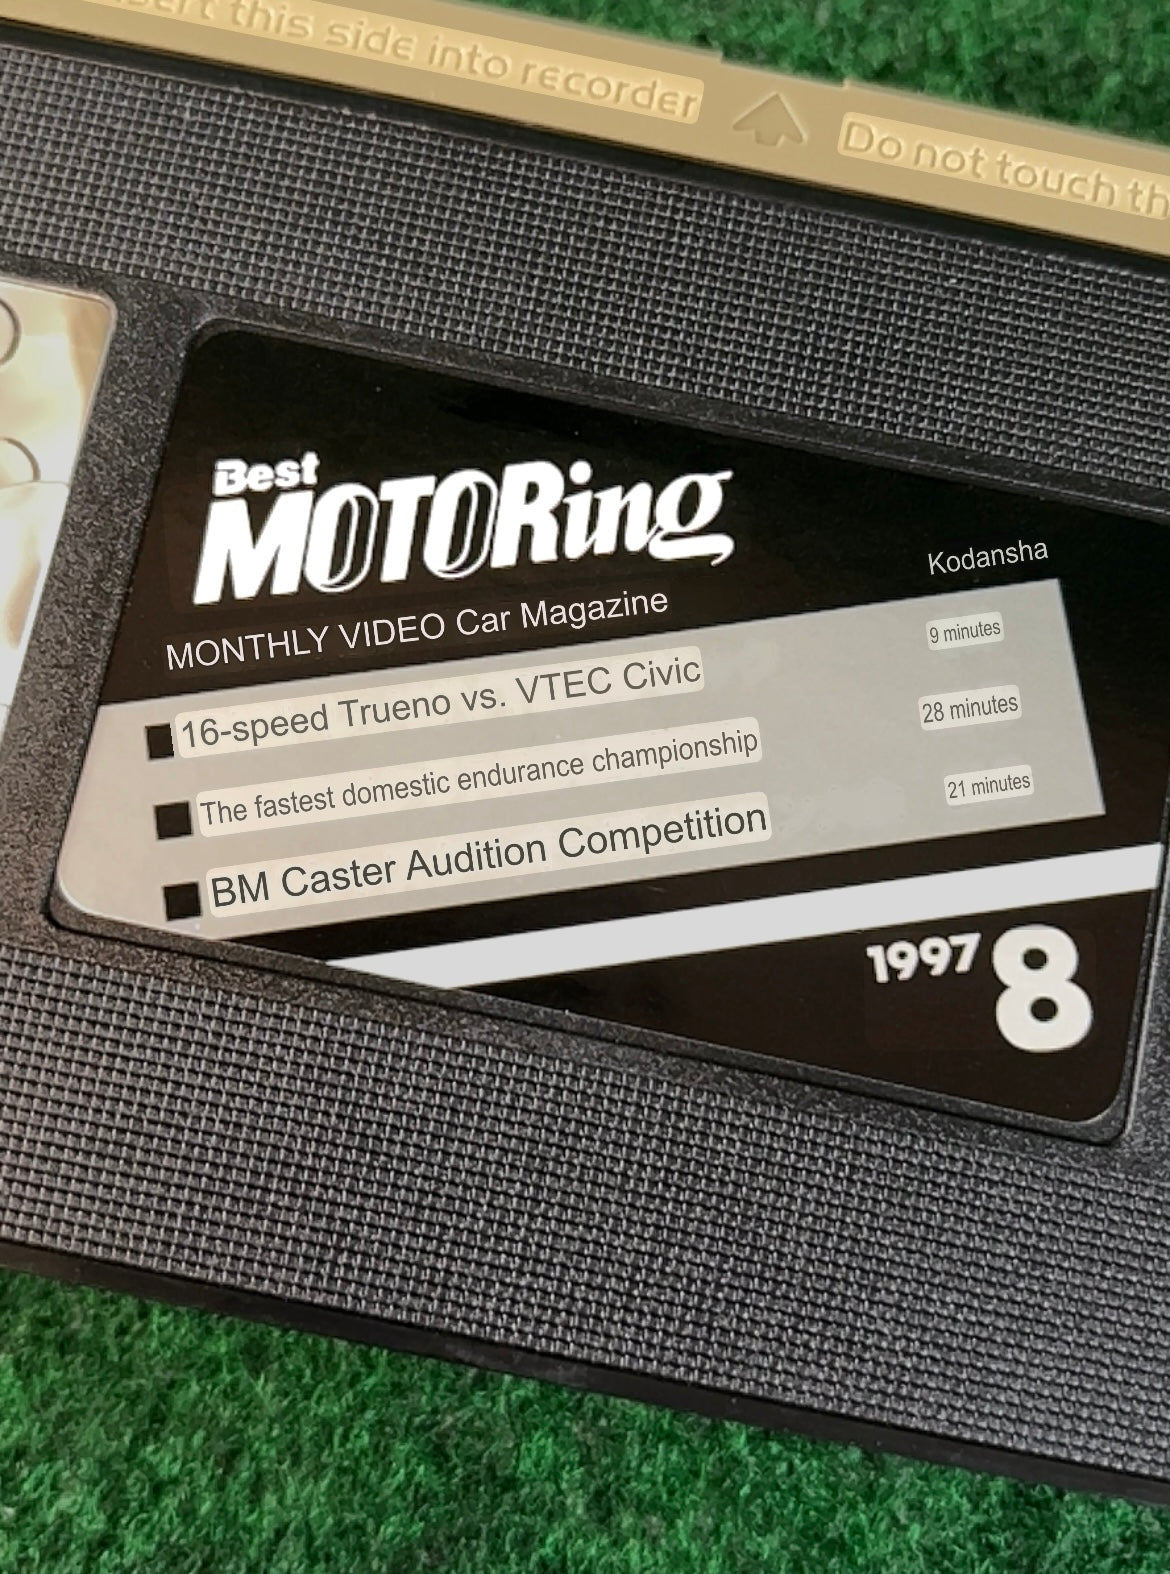 this side into recorder
Do not touch
Best
MOTORing
Kodansha
MONTHLY VIDEO Car Magazine
16-speed Trueno vs. VTEC Civic 9 minutes
The fastest domestic endurance championship 28 minutes
BM Caster Audition Competition 21 minutes
1997 8